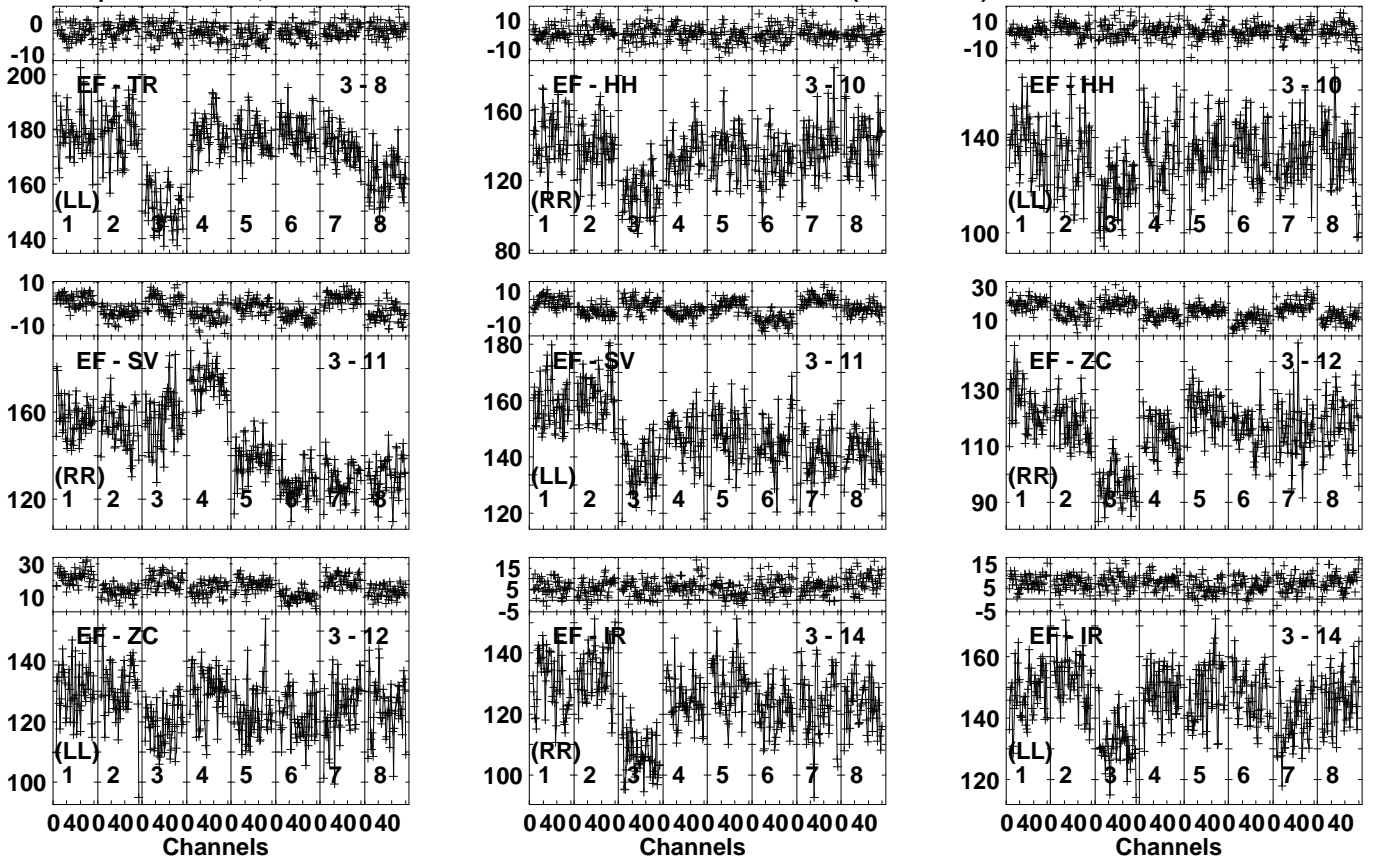 0
-10
200
180
160
140
EF - TR 3 - 8
(LL)
1 2 3 4 5 6 7 8
10
-10
160
120
80
EF - HH 3 - 10
(RR)
1 2 3 4 5 6 7 8
10
-10
140
100
EF - HH 3 - 10
(LL)
1 2 3 4 5 6 7 8
10
-10
160
120
EF - SV 3 - 11
(RR)
1 2 3 4 5 6 7 8
10
-10
180
160
140
120
EF - SV 3 - 11
(LL)
1 2 3 4 5 6 7 8
30
10
130
110
90
EF - ZC 3 - 12
(RR)
1 2 3 4 5 6 7 8
30
10
140
120
100
EF - ZC 3 - 12
(LL)
1 2 3 4 5 6 7 8
0 40 0 40 0 40 0 40 0 40 0 40 0 40 0 40
Channels
15
5
-5
140
120
100
EF - IR 3 - 14
(RR)
1 2 3 4 5 6 7 8
0 40 0 40 0 40 0 40 0 40 0 40 0 40 0 40
Channels
15
5
-5
160
140
120
EF - IR 3 - 14
(LL)
1 2 3 4 5 6 7 8
0 40 0 40 0 40 0 40 0 40 0 40 0 40 0 40
Channels